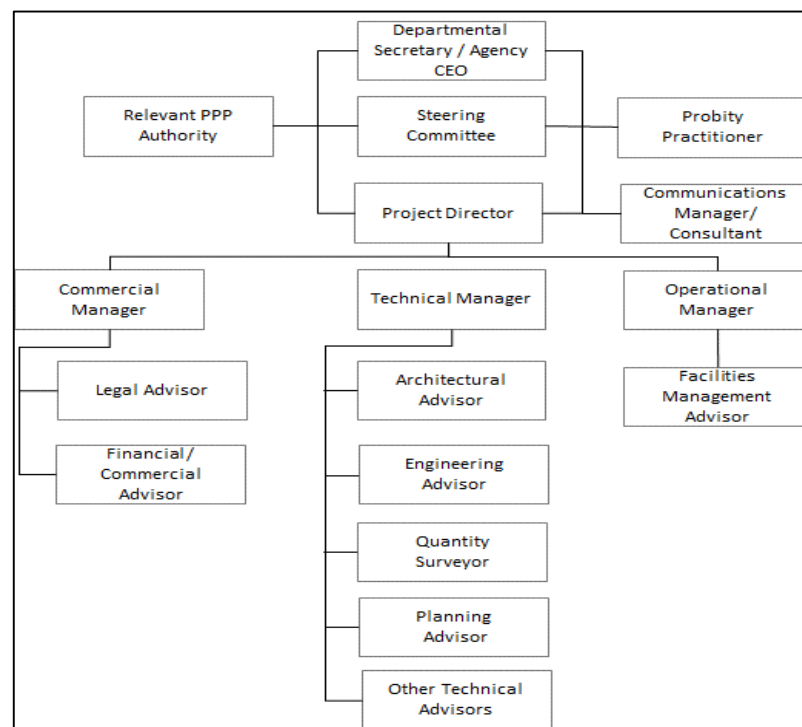 Departmental
Secretary / Agency
CEO
Relevant PPP
Authority
Steering
Committee
Probity
Practitioner
Project Director
Communications
Manager/
Consultant
Commercial
Manager
Technical Manager
Operational
Manager
Legal Advisor
Architectural
Advisor
Facilities
Management
Advisor
Financial/
Commercial
Advisor
Engineering
Advisor
Quantity
Surveyor
Planning
Advisor
Other Technical
Advisors